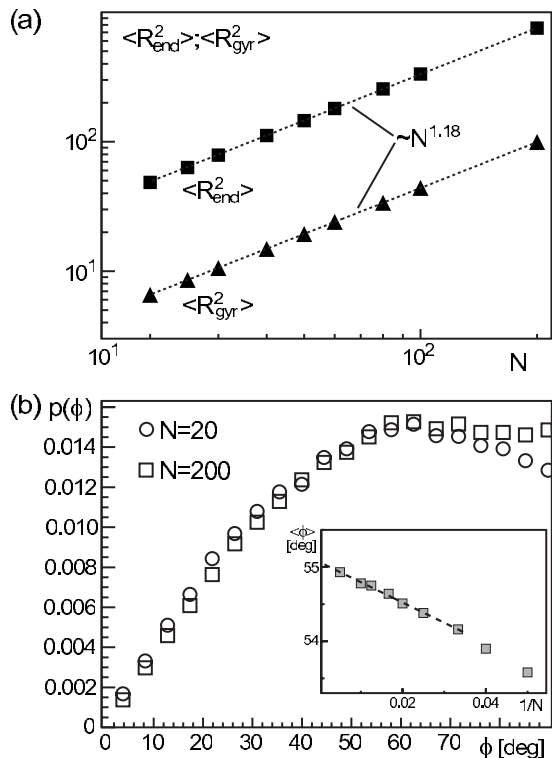 (a)
<R²end>;<R²gyr>
10²
~N¹·¹⁸
<R²end>
10¹
<R²gyr>
10¹
10²
N
(b) p(ϕ)
0.014
N=20
0.012
N=200
0.010
<ϕ>
[deg]
0.008
55
0.006
54
0.004
0.002
0.02 0.04 1/N
0
0 10 20 30 40 50 60 70 ϕ [deg]